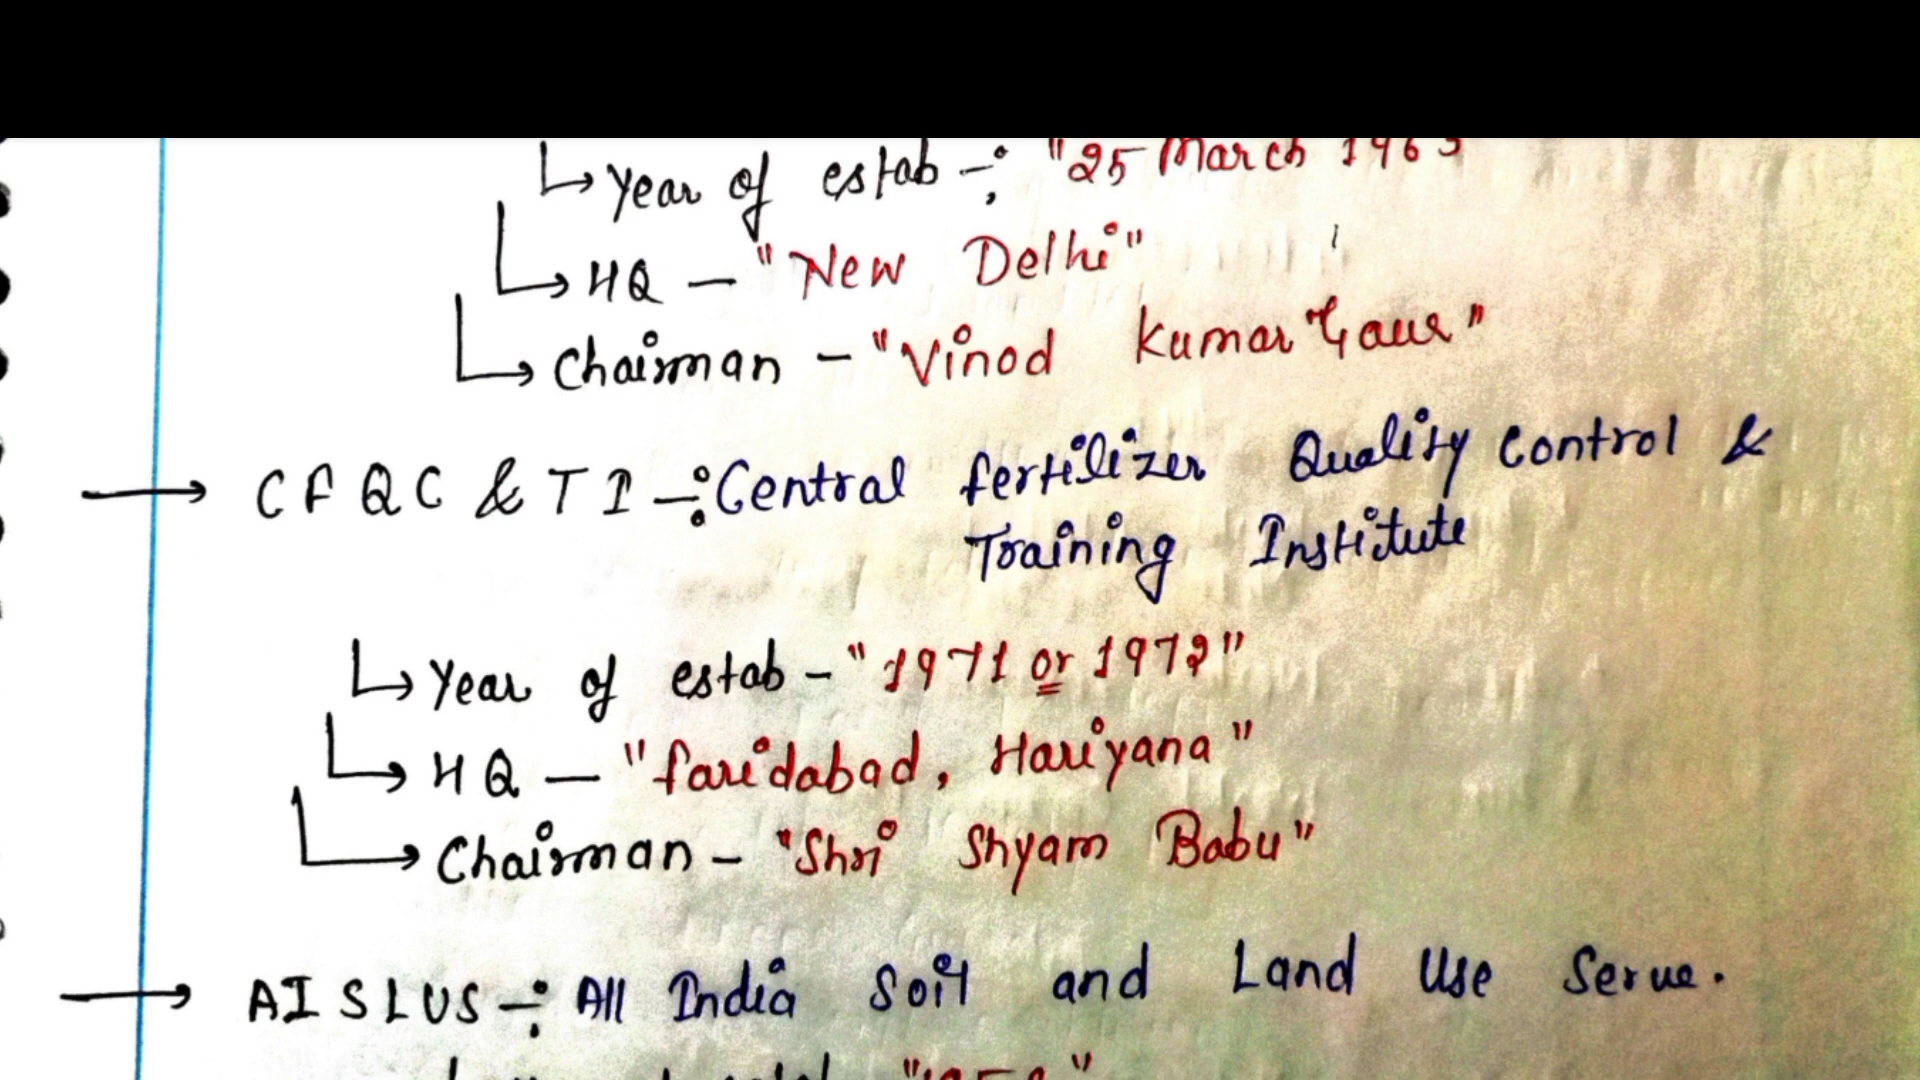 ↳ Year of estab -: "25 March 1963
↳ HQ - "New Delhi"
↳ Chairman - "Vinod Kumar Gaur"
→ CFQC & TI -: Central fertilizer Quality Control &
Training Institute
↳ Year of estab - "1971 or 1972"
↳ HQ - "faridabad, Hariyana"
↳ Chairman - "Shri Shyam Babu"
→ AISLUS -: All India Soil and Land Use Serve.